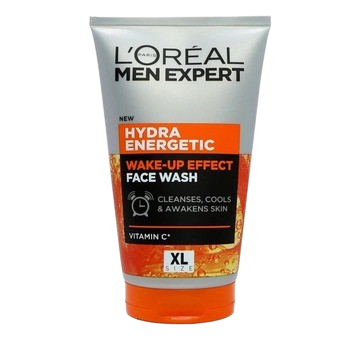 L'ORÉAL
PARIS
MEN EXPERT
NEW
HYDRA
ENERGETIC
WAKE-UP EFFECT
FACE WASH
CLEANSES, COOLS
& AWAKENS SKIN
VITAMIN C*
XL
SIZE